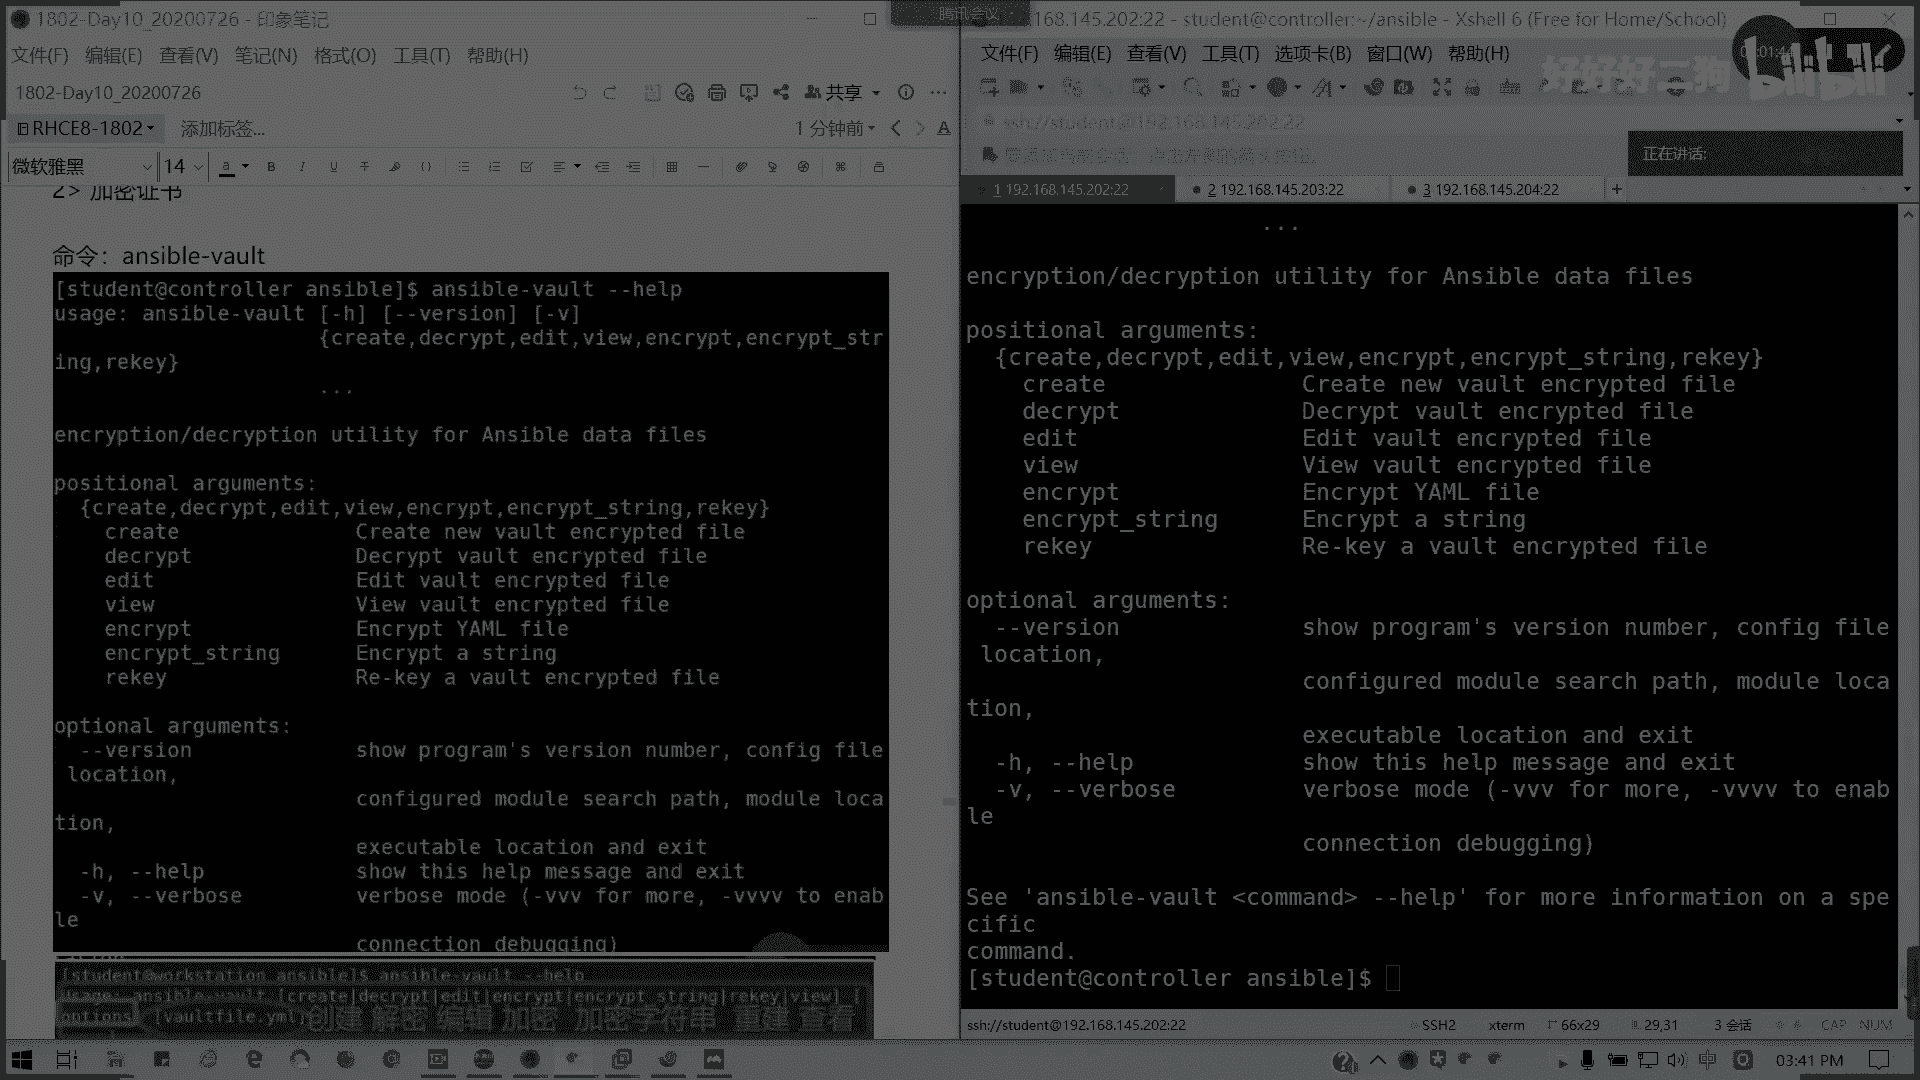 1802-Day10_20200726 - 印象笔记
文件(F) 编辑(E) 查看(V) 笔记(N) 格式(O) 工具(T) 帮助(H)
1802-Day10_20200726
共享
RHCE8-1802
添加标签...
1 分钟前
微软雅黑
14
2> 加密证书
命令：ansible-vault
[student@controller ansible]$ ansible-vault --help
usage: ansible-vault [-h] [--version] [-v]
{create,decrypt,edit,view,encrypt,encrypt_str
ing,rekey}
...
encryption/decryption utility for Ansible data files
positional arguments:
{create,decrypt,edit,view,encrypt,encrypt_string,rekey}
create Create new vault encrypted file
decrypt Decrypt vault encrypted file
edit Edit vault encrypted file
view View vault encrypted file
encrypt Encrypt YAML file
encrypt_string Encrypt a string
rekey Re-key a vault encrypted file
optional arguments:
--version show program's version number, config file
location,
configured module search path, module loca
tion,
executable location and exit
-h, --help show this help message and exit
-v, --verbose verbose mode (-vvv for more, -vvvv to enab
le
connection debugging)
[student@workstation ansible]$ ansible-vault --help
Usage: ansible-vault [create|decrypt|edit|encrypt|encrypt_string|rekey|view] [
options] [vaultfile.yml]
创建 解密 编辑 加密 加密字符串 重建 查看
腾讯会议
168.145.202:22 - student@controller:~/ansible - Xshell 6 (Free for Home/School)
文件(F) 编辑(E) 查看(V) 工具(T) 选项卡(B) 窗口(W) 帮助(H)
好好好二狗
bilibili
ssh://student@192.168.145.202:22
正在讲话:
1 192.168.145.202:22
2 192.168.145.203:22
3 192.168.145.204:22
...
encryption/decryption utility for Ansible data files
positional arguments:
{create,decrypt,edit,view,encrypt,encrypt_string,rekey}
create Create new vault encrypted file
decrypt Decrypt vault encrypted file
edit Edit vault encrypted file
view View vault encrypted file
encrypt Encrypt YAML file
encrypt_string Encrypt a string
rekey Re-key a vault encrypted file
optional arguments:
--version show program's version number, config file
location,
configured module search path, module loca
tion,
executable location and exit
-h, --help show this help message and exit
-v, --verbose verbose mode (-vvv for more, -vvvv to enab
le
connection debugging)
See 'ansible-vault <command> --help' for more information on a spe
cific
command.
[student@controller ansible]$
ssh://student@192.168.145.202:22
SSH2
xterm
66x29
29,31
3 会话
CAP NUM
中
03:41 PM